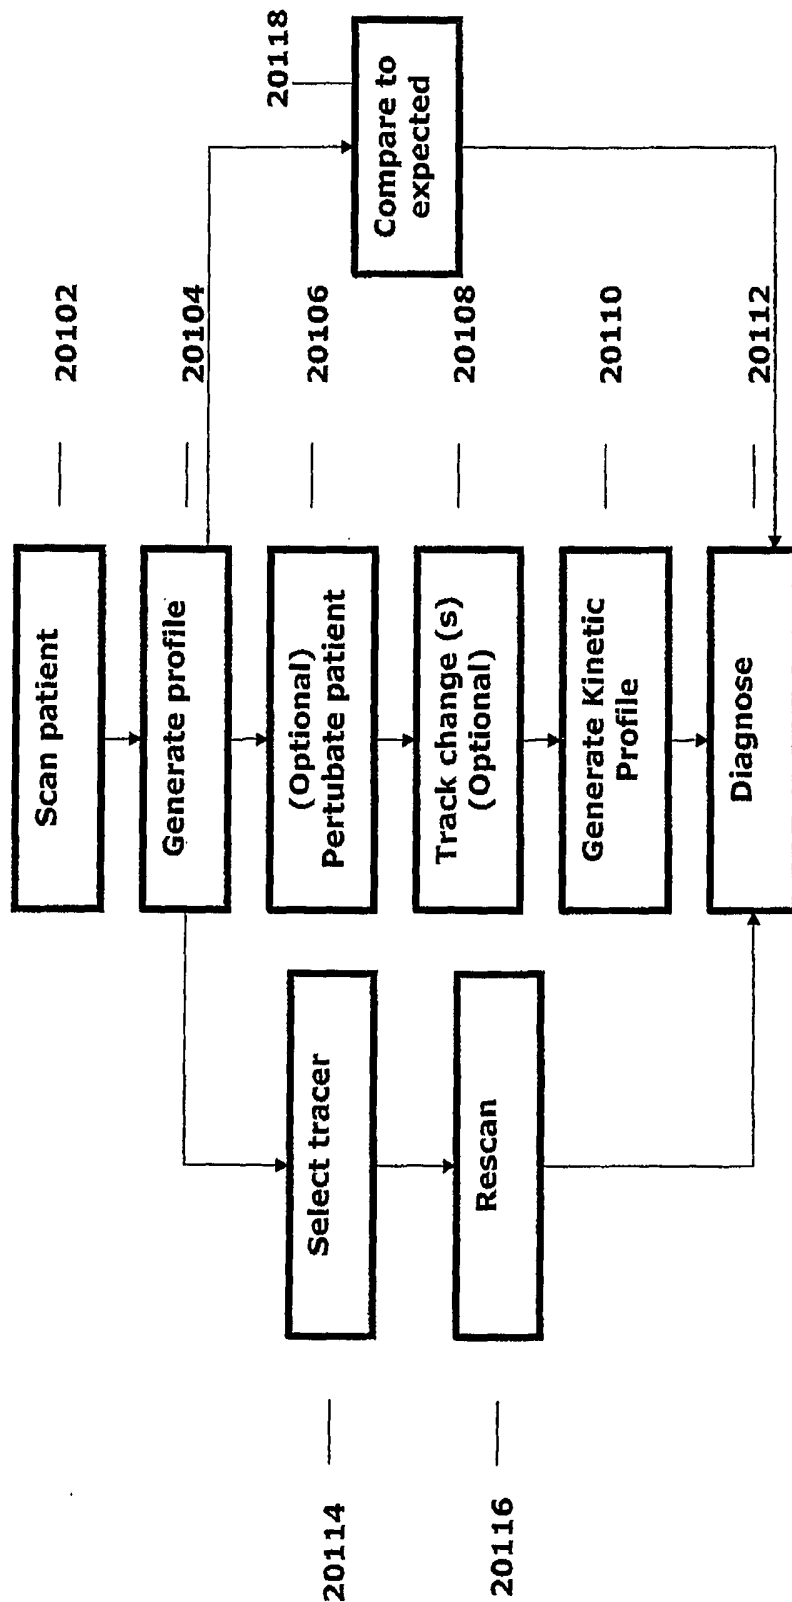 Scan patient
20102
Generate profile
20104
(Optional)
Pertubate patient
20106
Track change (s)
(Optional)
20108
Generate Kinetic
Profile
20110
Diagnose
20112
20114
Select tracer
20116
Rescan
20118
Compare to
expected